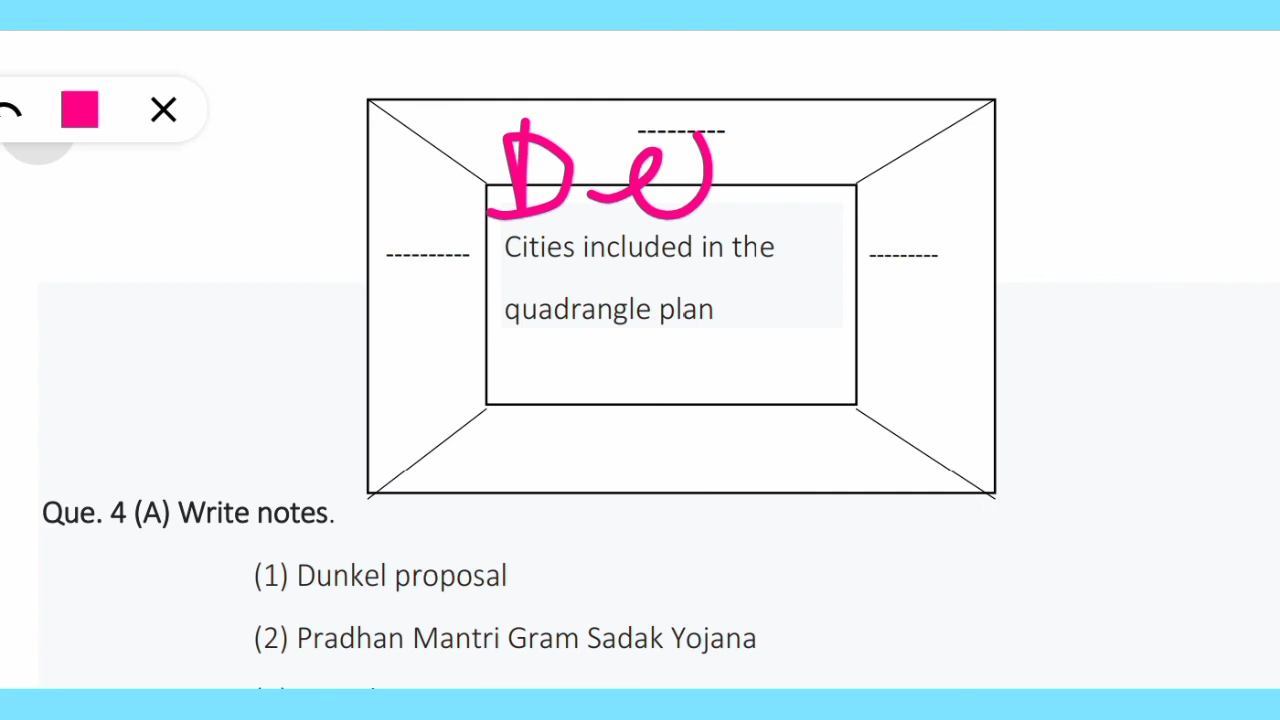 ----------
De
---------- ---------
Cities included in the
quadrangle plan
Que. 4 (A) Write notes.
(1) Dunkel proposal
(2) Pradhan Mantri Gram Sadak Yojana